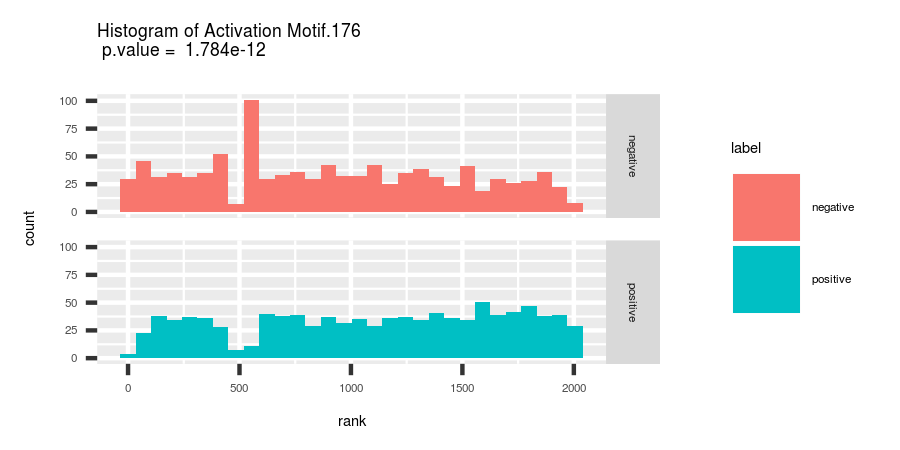 Histogram of Activation Motif.176
p.value = 1.784e-12
100
75
50
25
0
negative
100
75
50
25
0
positive
0 500 1000 1500 2000
rank
count
label
negative
positive